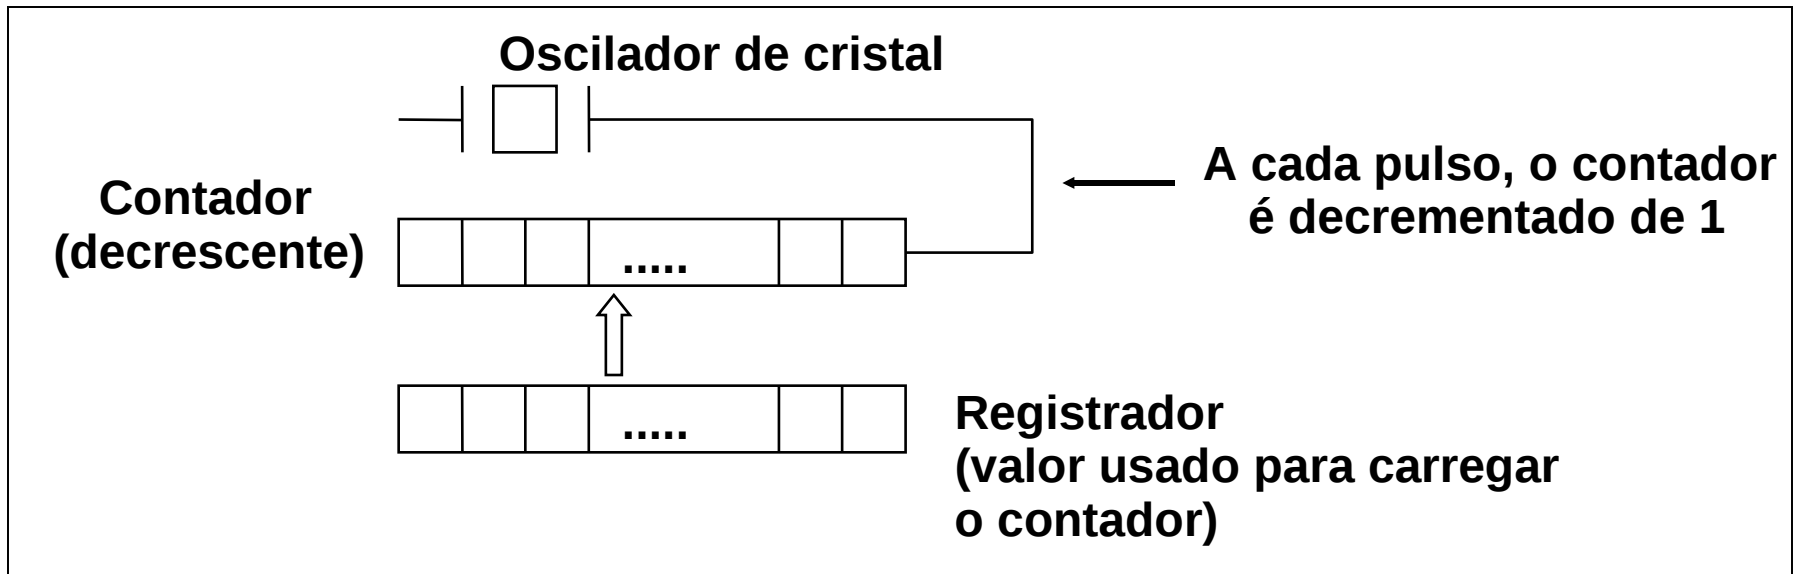 Oscilador de cristal
A cada pulso, o contador
é decrementado de 1
Contador
(decrescente)
.....
.....
Registrador
(valor usado para carregar
o contador)